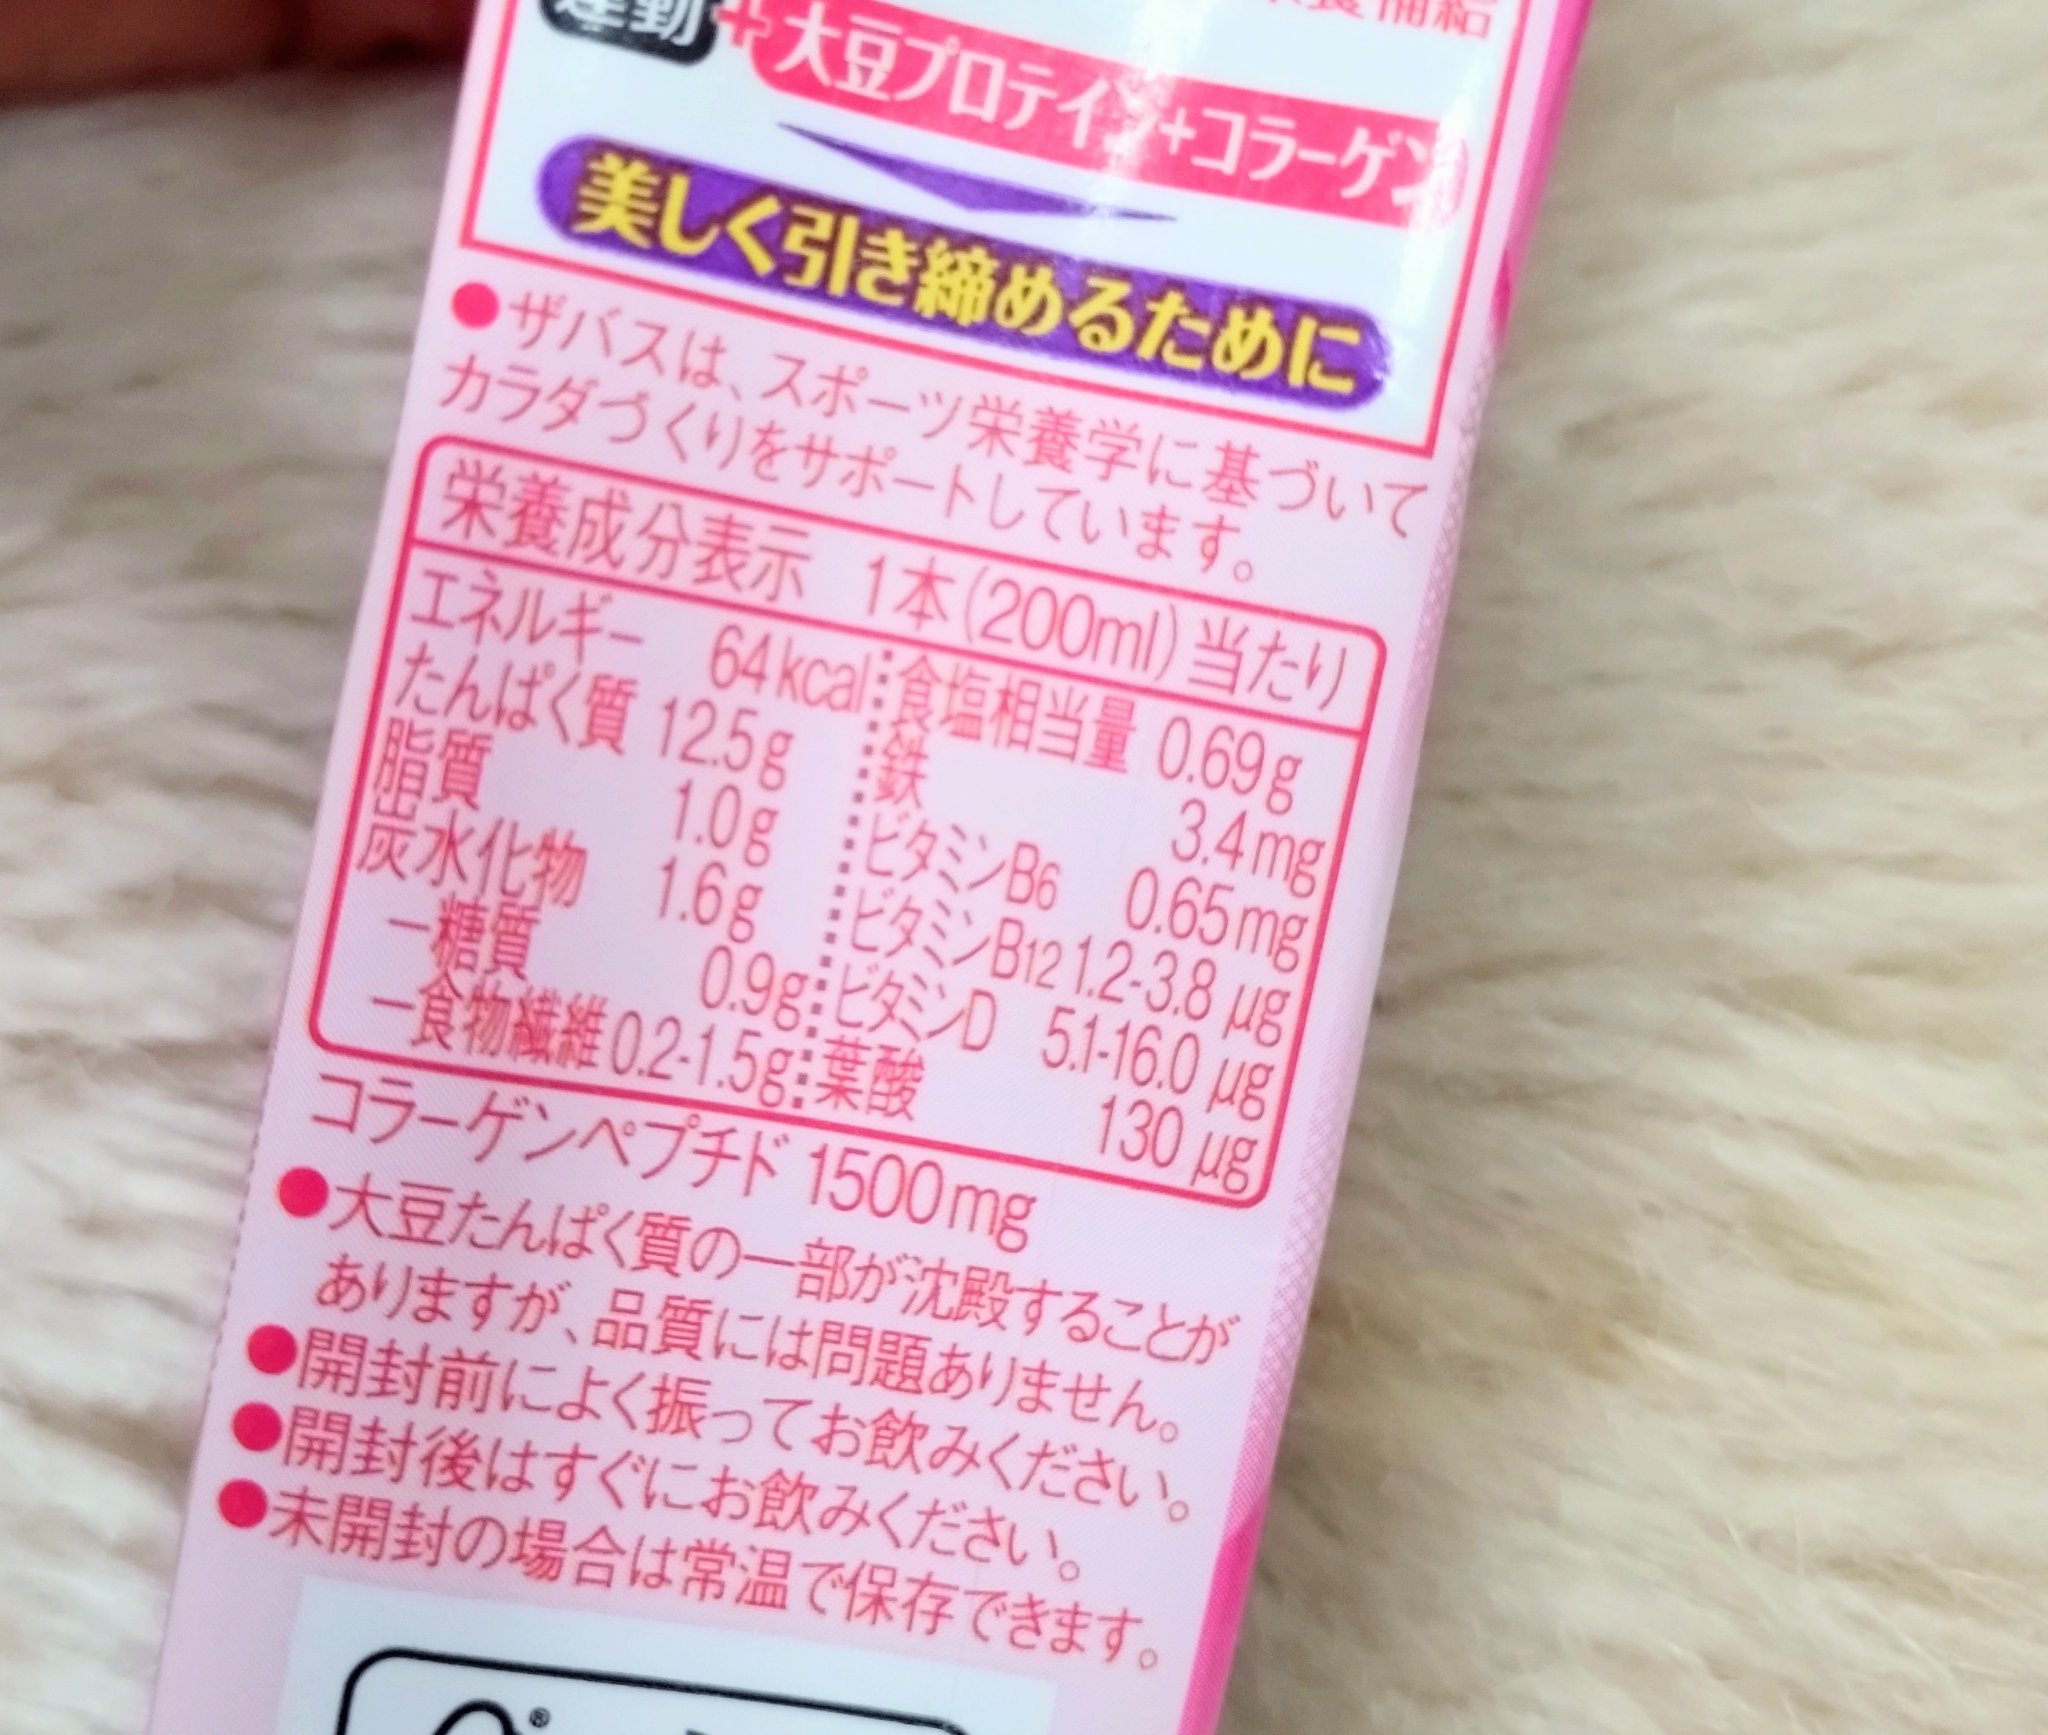 運動+大豆プロテイン+コラーゲン
美しく引き締めるために
●ザバスは、スポーツ栄養学に基づいて
カラダづくりをサポートしています。
栄養成分表示 1本(200ml)当たり
エネルギー 64kcal
たんぱく質 12.5g
脂質 1.0g
炭水化物 1.6g
ー糖質 0.9g
ー食物繊維 0.2-1.5g
食塩相当量 0.69g
鉄 3.4mg
ビタミンB6 0.65mg
ビタミンB12 1.2-3.8μg
ビタミンD 5.1-16.0μg
葉酸 130μg
コラーゲンペプチド 1500mg
●大豆たんぱく質の一部が沈殿することが
ありますが、品質には問題ありません。
●開封前によく振ってお飲みください。
●開封後はすぐにお飲みください。
●未開封の場合は常温で保存できます。